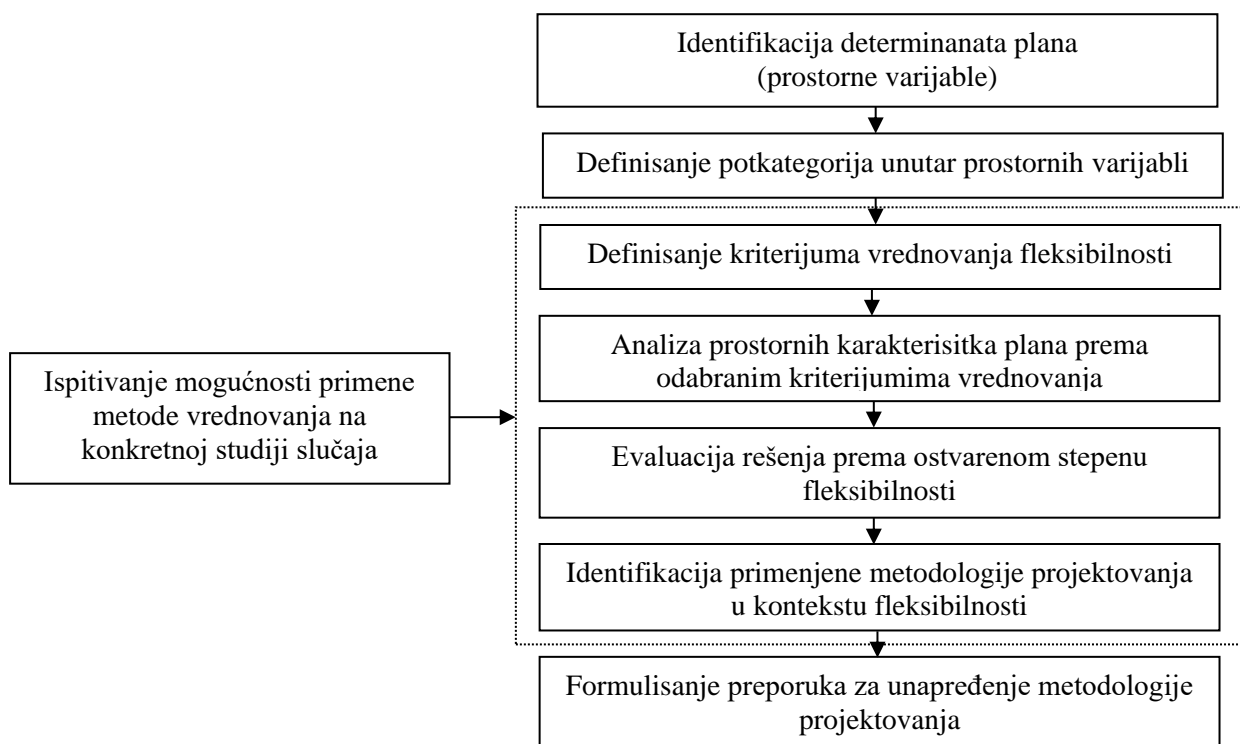 Identifikacija determinanata plana
(prostorne varijable)
Definisanje potkategorija unutar prostornih varijabli
Definisanje kriterijuma vrednovanja fleksibilnosti
Analiza prostornih karakterisitka plana prema
odabranim kriterijumima vrednovanja
Ispitivanje mogućnosti primene
metode vrednovanja na
konkretnoj studiji slučaja
Evaluacija rešenja prema ostvarenom stepenu
fleksibilnosti
Identifikacija primenjene metodologije projektovanja
u kontekstu fleksibilnosti
Formulisanje preporuka za unapređenje metodologije
projektovanja